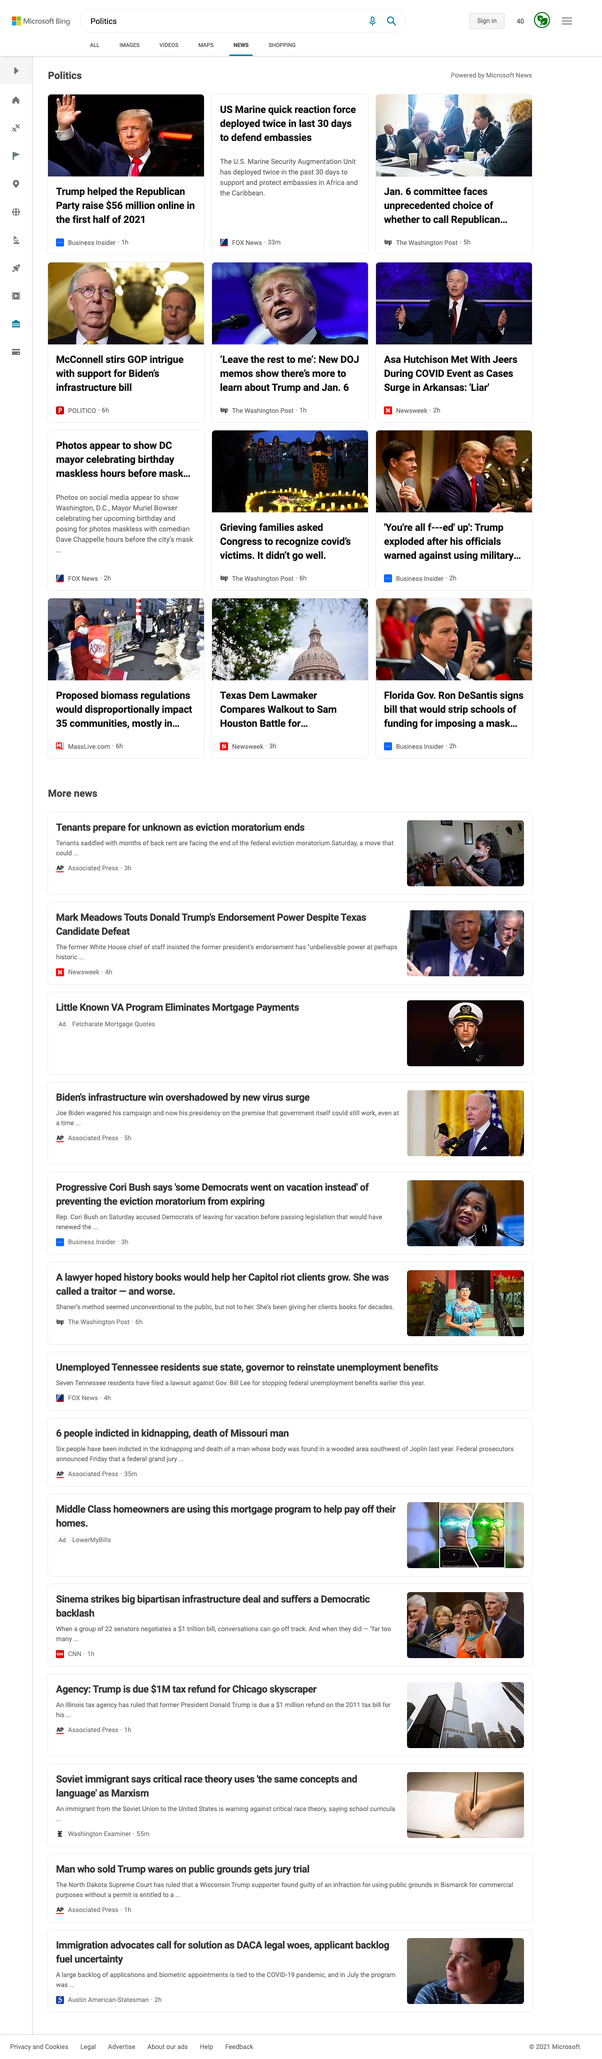 Microsoft Bing
Politics
Sign in
40
ALL
IMAGES
VIDEOS
MAPS
NEWS
SHOPPING
Politics
Powered by Microsoft News
Trump helped the Republican
Party raise $56 million online in
the first half of 2021
Business Insider · 1h
US Marine quick reaction force
deployed twice in last 30 days
to defend embassies
The U.S. Marine Security Augmentation Unit
has deployed twice in the past 30 days to
support and protect embassies in Africa and
the Caribbean.
FOX News · 33m
Jan. 6 committee faces
unprecedented choice of
whether to call Republican...
wp The Washington Post · 5h
McConnell stirs GOP intrigue
with support for Biden's
infrastructure bill
P POLITICO · 6h
'Leave the rest to me': New DOJ
memos show there's more to
learn about Trump and Jan. 6
wp The Washington Post · 1h
Asa Hutchison Met With Jeers
During COVID Event as Cases
Surge in Arkansas: 'Liar'
N Newsweek · 2h
Photos appear to show DC
mayor celebrating birthday
maskless hours before mask...
Photos on social media appear to show
Washington, D.C., Mayor Muriel Bowser
celebrating her upcoming birthday and
posing for photos maskless with comedian
Dave Chappelle hours before the city's mask
...
FOX News · 2h
Grieving families asked
Congress to recognize covid's
victims. It didn't go well.
wp The Washington Post · 6h
'You're all f---ed' up': Trump
exploded after his officials
warned against using military...
Business Insider · 2h
Proposed biomass regulations
would disproportionally impact
35 communities, mostly in...
MassLive.com · 6h
Texas Dem Lawmaker
Compares Walkout to Sam
Houston Battle for...
N Newsweek · 3h
Florida Gov. Ron DeSantis signs
bill that would strip schools of
funding for imposing a mask...
Business Insider · 2h
More news
Tenants prepare for unknown as eviction moratorium ends
Tenants saddled with months of back rent are facing the end of the federal eviction moratorium Saturday, a move that
could ...
AP Associated Press · 3h
Mark Meadows Touts Donald Trump's Endorsement Power Despite Texas
Candidate Defeat
The former White House chief of staff insisted the former president's endorsement has "unbelievable power at perhaps
historic ...
N Newsweek · 4h
Little Known VA Program Eliminates Mortgage Payments
Ad Fetcharate Mortgage Quotes
Biden's infrastructure win overshadowed by new virus surge
Joe Biden wagered his campaign and now his presidency on the premise that government itself could still work, even at
a time ...
AP Associated Press · 5h
Progressive Cori Bush says 'some Democrats went on vacation instead' of
preventing the eviction moratorium from expiring
Rep. Cori Bush on Saturday accused Democrats of leaving for vacation before passing legislation that would have
renewed the ...
Business Insider · 3h
A lawyer hoped history books would help her Capitol riot clients grow. She was
called a traitor — and worse.
Shaner's method seemed unconventional to the public, but not to her. She's been giving her clients books for decades.
wp The Washington Post · 6h
Unemployed Tennessee residents sue state, governor to reinstate unemployment benefits
Seven Tennessee residents have filed a lawsuit against Gov. Bill Lee for stopping federal unemployment benefits earlier this year.
FOX News · 4h
6 people indicted in kidnapping, death of Missouri man
Six people have been indicted in the kidnapping and death of a man whose body was found in a wooded area southwest of Joplin last year. Federal prosecutors
announced Friday that a federal grand jury ...
AP Associated Press · 35m
Middle Class homeowners are using this mortgage program to help pay off their
homes.
Ad LowerMyBills
Sinema strikes big bipartisan infrastructure deal and suffers a Democratic
backlash
When a group of 22 senators negotiates a $1 trillion bill, conversations can go off track. And when they did — "far too
many ...
CNN CNN · 1h
Agency: Trump is due $1M tax refund for Chicago skyscraper
An Illinois tax agency has ruled that former President Donald Trump is due a $1 million refund on the 2011 tax bill for
his ...
AP Associated Press · 1h
Soviet immigrant says critical race theory uses 'the same concepts and
language' as Marxism
An immigrant from the Soviet Union to the United States is warning against critical race theory, saying school curricula
...
Washington Examiner · 55m
Man who sold Trump wares on public grounds gets jury trial
The North Dakota Supreme Court has ruled that a Wisconsin Trump supporter found guilty of an infraction for using public grounds in Bismarck for commercial
purposes without a permit is entitled to a ...
AP Associated Press · 1h
Immigration advocates call for solution as DACA legal woes, applicant backlog
fuel uncertainty
A large backlog of applications and biometric appointments is tied to the COVID-19 pandemic, and in July the program
was ...
Austin American-Statesman · 2h
Privacy and Cookies
Legal
Advertise
About our ads
Help
Feedback
© 2021 Microsoft